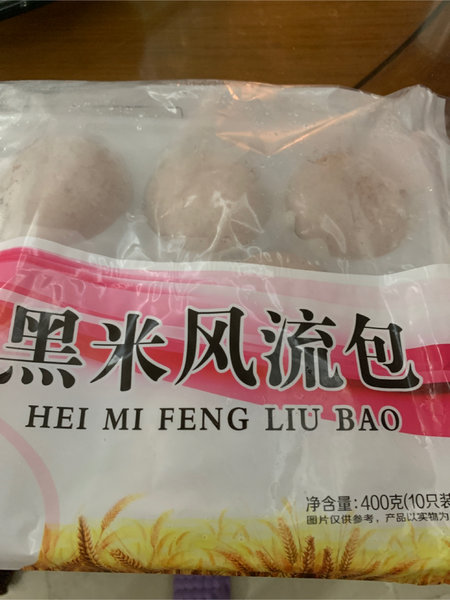 黑米风流包
HEI MI FENG LIU BAO
净含量:400克(10只装
图片仅供参考，产品以实物为